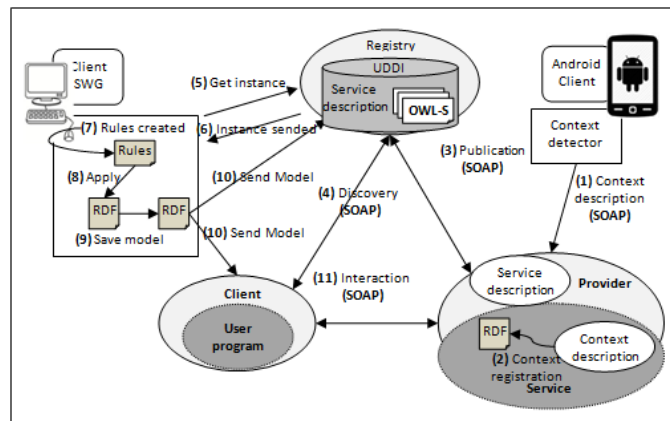 Client
SWG
Registry
UDDI
Service
description
OWL-S
Android
Client
Context
detector
(5) Get instance
(6) Instance sended
(7) Rules created
Rules
(8) Apply
RDF
RDF
(9) Save model
(10) Send Model
(10) Send Model
(3) Publication
(SOAP)
(4) Discovery
(SOAP)
(1) Context
description
(SOAP)
(11) Interaction
(SOAP)
Client
User
program
Service
description
Provider
RDF
(2) Context
registration
Context
description
Service